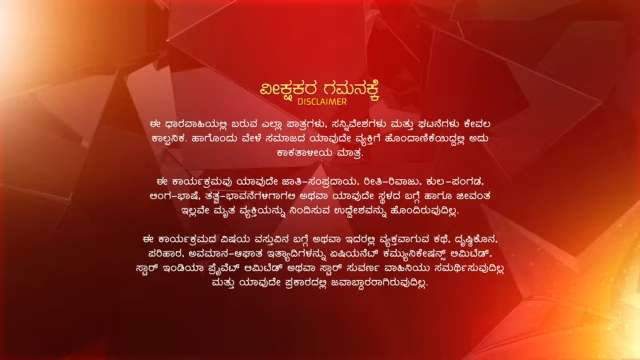 ವೀಕ್ಷಕರ ಗಮನಕ್ಕೆ
DISCLAIMER
ಈ ಧಾರವಾಹಿಯಲ್ಲಿ ಬರುವ ಎಲ್ಲಾ ಪಾತ್ರಗಳು, ಸನ್ನಿವೇಶಗಳು ಮತ್ತು ಘಟನೆಗಳು ಕೇವಲ
ಕಾಲ್ಪನಿಕ. ಹಾಗೊಂದು ವೇಳೆ ಸಮಾಜದ ಯಾವುದೇ ವ್ಯಕ್ತಿಗೆ ಹೊಂದಾಣಿಕೆಯಿದ್ದಲ್ಲಿ ಅದು
ಕಾಕತಾಳೀಯ ಮಾತ್ರ.
ಈ ಕಾರ್ಯಕ್ರಮವು ಯಾವುದೇ ಜಾತಿ-ಸಂಪ್ರದಾಯ, ರೀತಿ-ರಿವಾಜು, ಕುಲ-ಪಂಗಡ,
ಲಿಂಗ-ಭಾಷೆ, ತತ್ವ-ಭಾವನೆಗಳಿಗಾಗಲಿ ಅಥವಾ ಯಾವುದೇ ಸ್ಥಳದ ಬಗ್ಗೆ ಹಾಗೂ ಜೀವಂತ
ಇಲ್ಲವೇ ಮೃತ ವ್ಯಕ್ತಿಯನ್ನು ನಿಂದಿಸುವ ಉದ್ದೇಶವನ್ನು ಹೊಂದಿರುವುದಿಲ್ಲ.
ಈ ಕಾರ್ಯಕ್ರಮದ ವಿಷಯ ವಸ್ತುವಿನ ಬಗ್ಗೆ ಅಥವಾ ಇದರಲ್ಲಿ ವ್ಯಕ್ತವಾಗುವ ಕಥೆ, ದೃಷ್ಠಿಕೊನ,
ಪರಿಹಾರ, ಅವಮಾನ-ಆಘಾತ ಇತ್ಯಾದಿಗಳನ್ನು ಏಷಿಯನೆಟ್ ಕಮ್ಯುನಿಕೇಷನ್ಸ್ ಲಿಮಿಟೆಡ್,
ಸ್ಟಾರ್ ಇಂಡಿಯಾ ಪ್ರೈವೆಟ್ ಲಿಮಿಟೆಡ್ ಅಥವಾ ಸ್ಟಾರ್ ಸುವರ್ಣ ವಾಹಿನಿಯು ಸಮರ್ಥಿಸುವುದಿಲ್ಲ
ಮತ್ತು ಯಾವುದೇ ಪ್ರಕಾರದಲ್ಲಿ ಜವಾಬ್ದಾರರಾಗಿರುವುದಿಲ್ಲ.